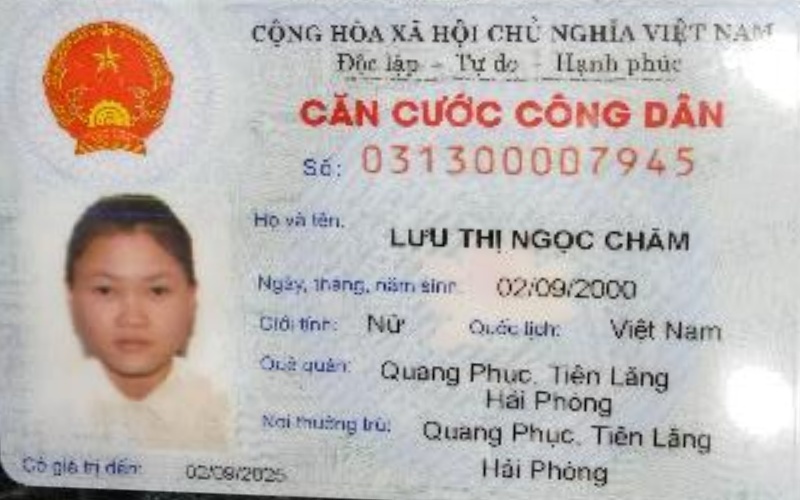 CỘNG HÒA XÃ HỘI CHỦ NGHĨA VIỆT NAM
Độc lập - Tự do - Hạnh phúc
CĂN CƯỚC CÔNG DÂN
Số: 031300007945
Họ và tên:
LƯU THỊ NGỌC CHÂM
Ngày, tháng, năm sinh: 02/09/2000
Giới tính: Nữ Quốc tịch: Việt Nam
Quê quán: Quang Phục, Tiên Lãng
Hải Phòng
Nơi thường trú: Quang Phục, Tiên Lãng
Hải Phòng
Có giá trị đến: 02/09/2025